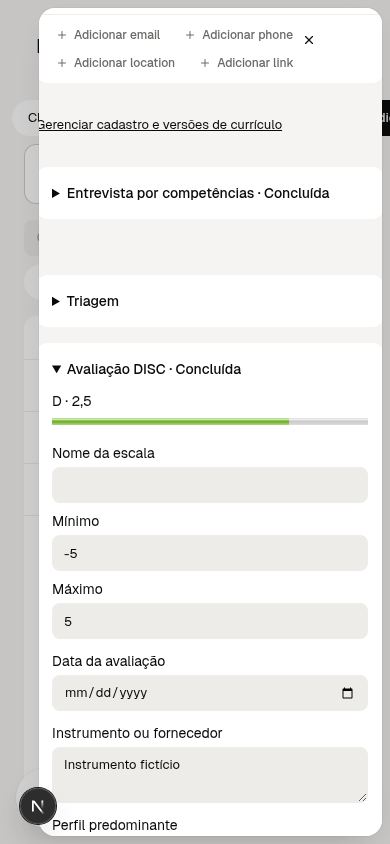 Adicionar email
Adicionar phone
×
Adicionar location
Adicionar link
Gerenciar cadastro e versões de currículo
Entrevista por competências · Concluída
Triagem
Avaliação DISC · Concluída
D · 2,5
Nome da escala
Mínimo
-5
Máximo
5
Data da avaliação
mm/dd/yyyy
Instrumento ou fornecedor
Instrumento fictício
N
Perfil predominante